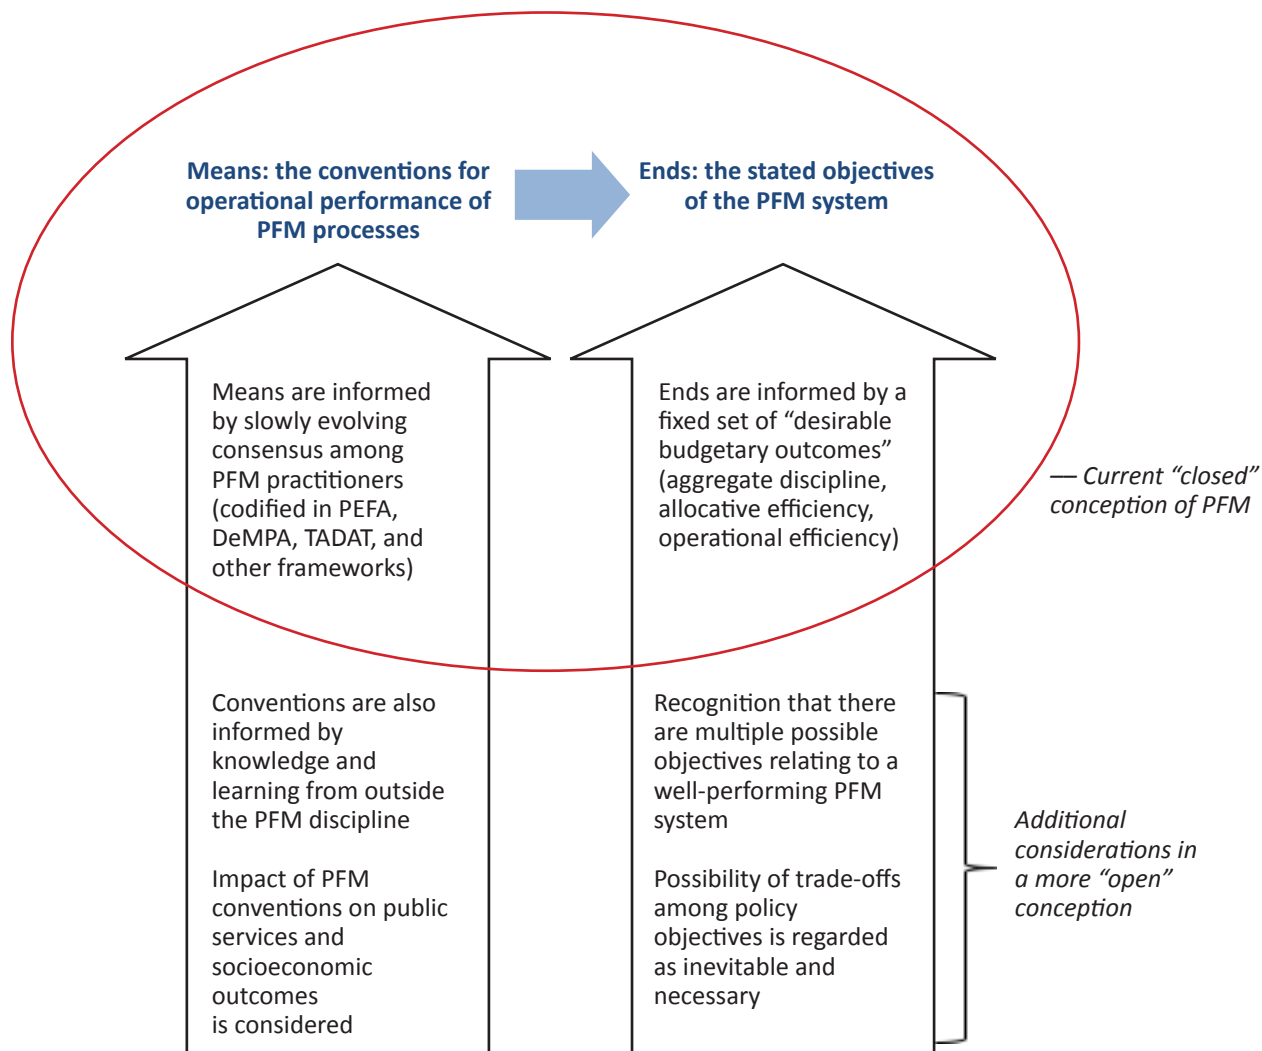 Means: the conventions for
operational performance of
PFM processes
Ends: the stated objectives
of the PFM system
Means are informed
by slowly evolving
consensus among
PFM practitioners
(codified in PEFA,
DeMPA, TADAT, and
other frameworks)
Ends are informed by a
fixed set of “desirable
budgetary outcomes”
(aggregate discipline,
allocative efficiency,
operational efficiency)
— Current “closed”
conception of PFM
Conventions are also
informed by
knowledge and
learning from outside
the PFM discipline
Impact of PFM
conventions on public
services and
socioeconomic
outcomes
is considered
Recognition that there
are multiple possible
objectives relating to a
well-performing PFM
system
Possibility of trade-offs
among policy
objectives is regarded
as inevitable and
necessary
Additional
considerations in
a more “open”
conception